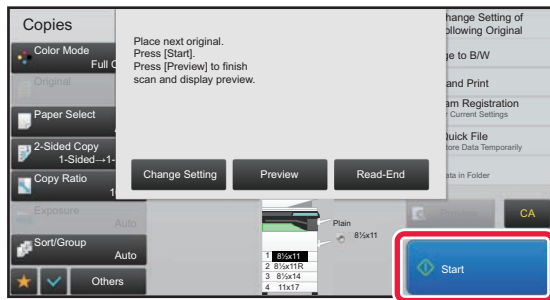 Copies
Color Mode
Full
Original
Paper Select
2-Sided Copy
1-Sided→1-
Copy Ratio
Exposure
Auto
Sort/Group
Auto
Others
Place next original.
Press [Start].
Press [Preview] to finish
scan and display preview.
Change Setting
Preview
Read-End
Plain
8½x11
1 8½x11
2 8½x11R
3 8½x14
4 11x17
hange Setting of
ollowing Original
ge to B/W
and Print
am Registration
Current Settings
Quick File
tore Data Temporarily
ata in Folder
CA
Start